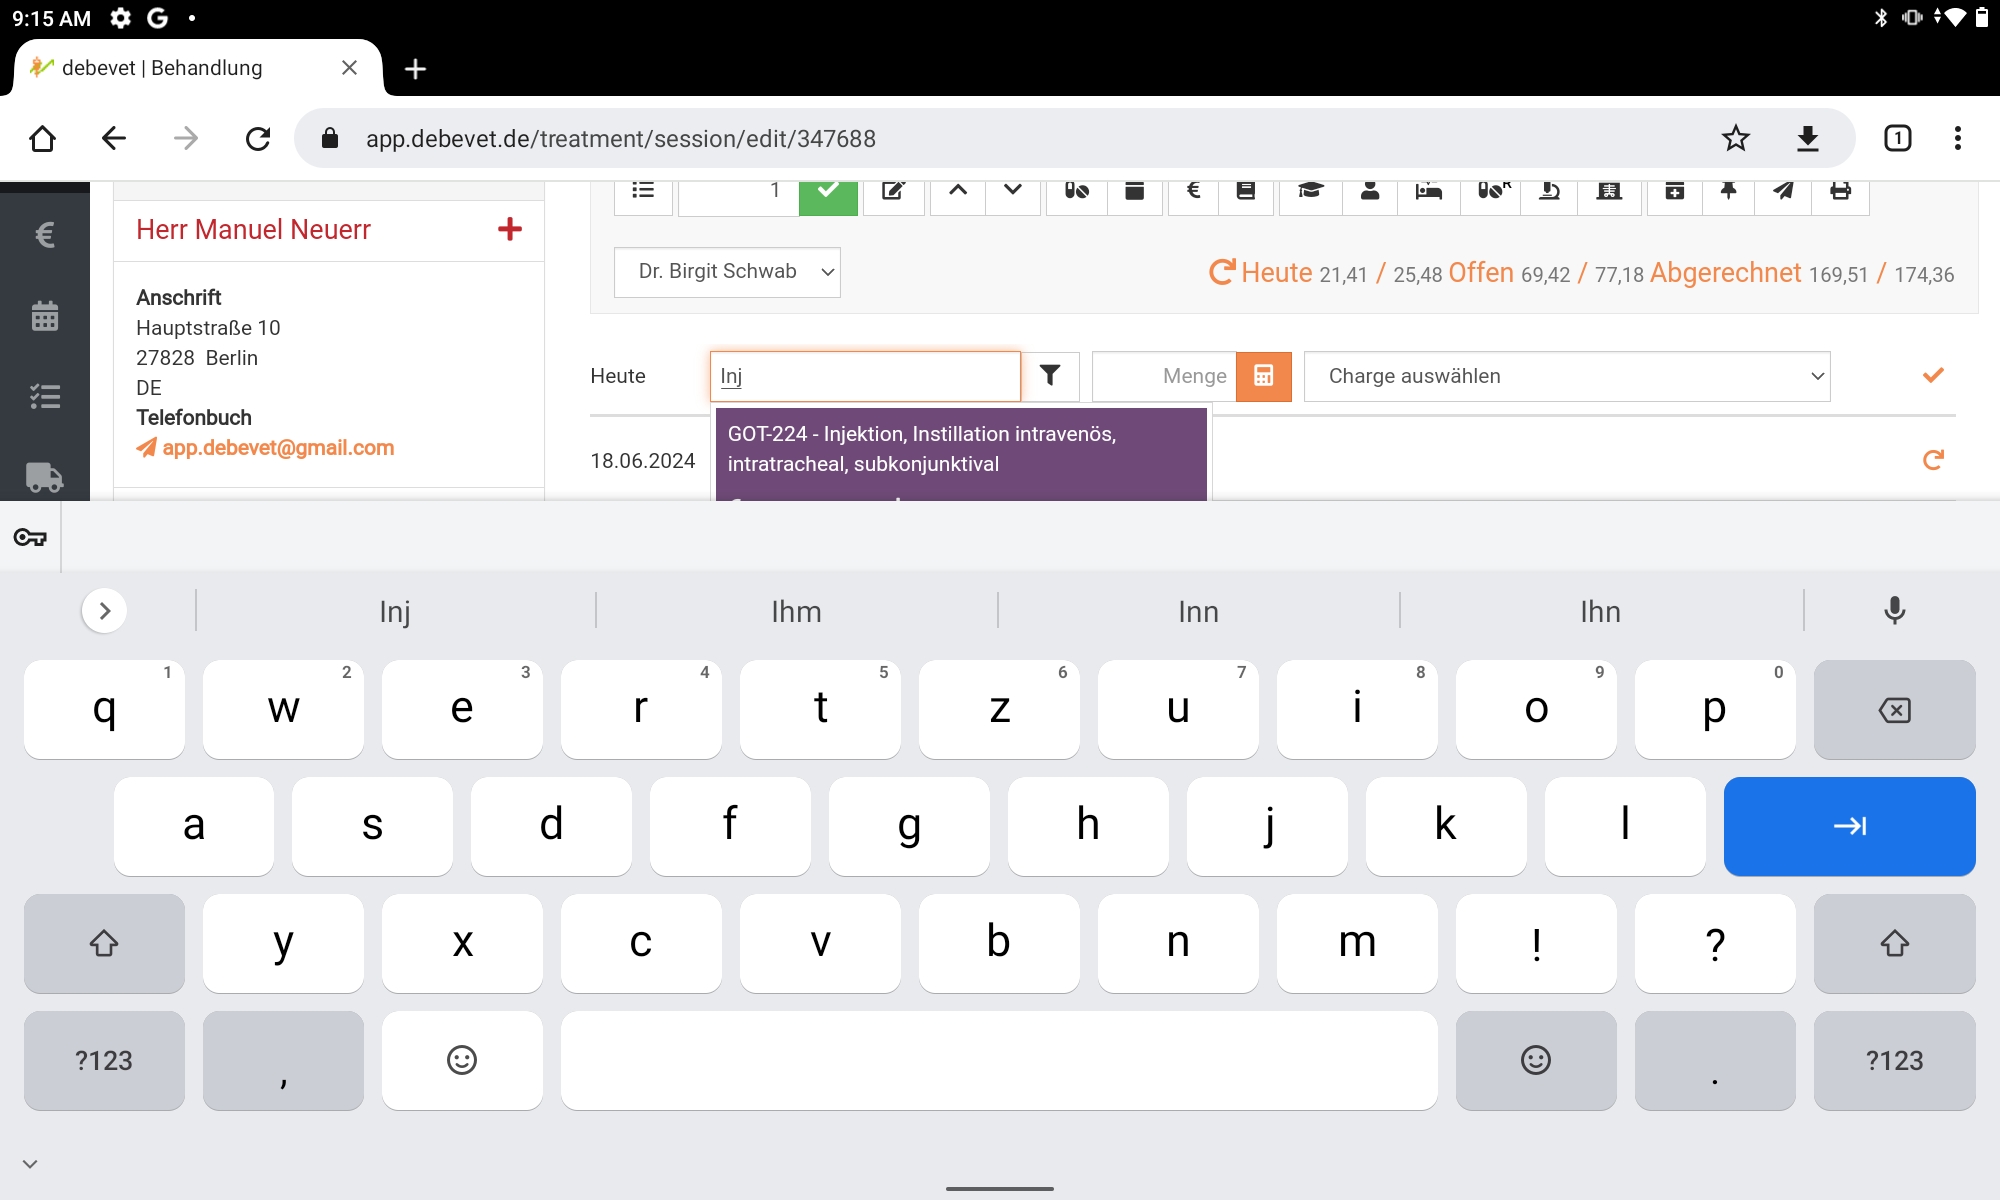 9:15 AM
debevet | Behandlung
app.debevet.de/treatment/session/edit/347688
1
Herr Manuel Neuerr
Anschrift
Hauptstraße 10
27828 Berlin
DE
Telefonbuch
app.debevet@gmail.com
1
€
R
Dr. Birgit Schwab
Heute 21,41 / 25,48 Offen 69,42 / 77,18 Abgerechnet 169,51 / 174,36
Heute
Inj
Menge
Charge auswählen
18.06.2024
GOT-224 - Injektion, Instillation intravenös,
intratracheal, subkonjunktival
Inj Ihm Inn Ihn
q 1 w 2 e 3 r 4 t 5 z 6 u 7 i 8 o 9 p 0
a s d f g h j k l
y x c v b n m ! ?
?123 , . ?123